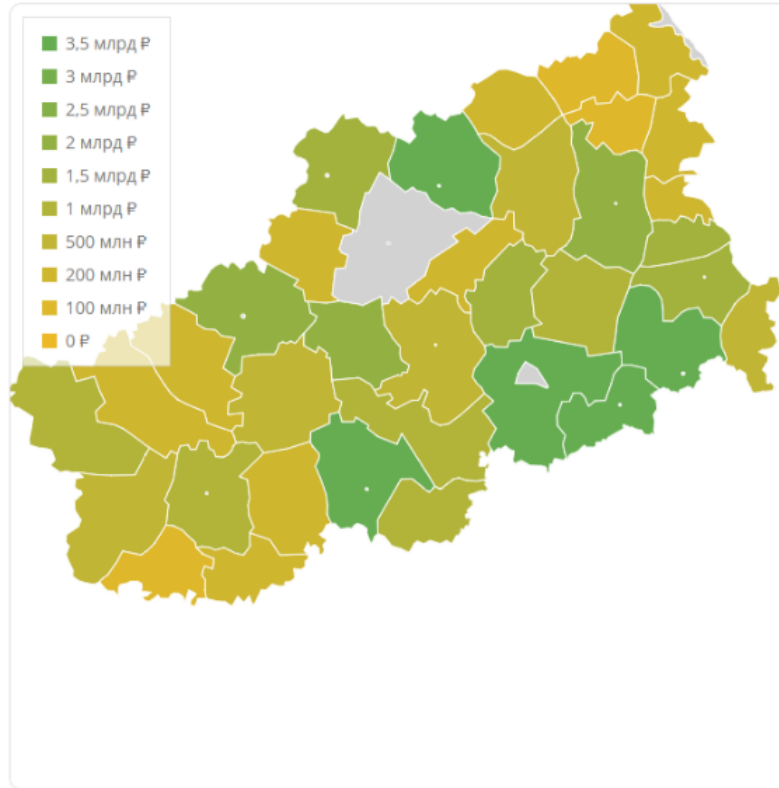 3,5 млрд ₽
3 млрд ₽
2,5 млрд ₽
2 млрд ₽
1,5 млрд ₽
1 млрд ₽
500 млн ₽
200 млн ₽
100 млн ₽
0 ₽